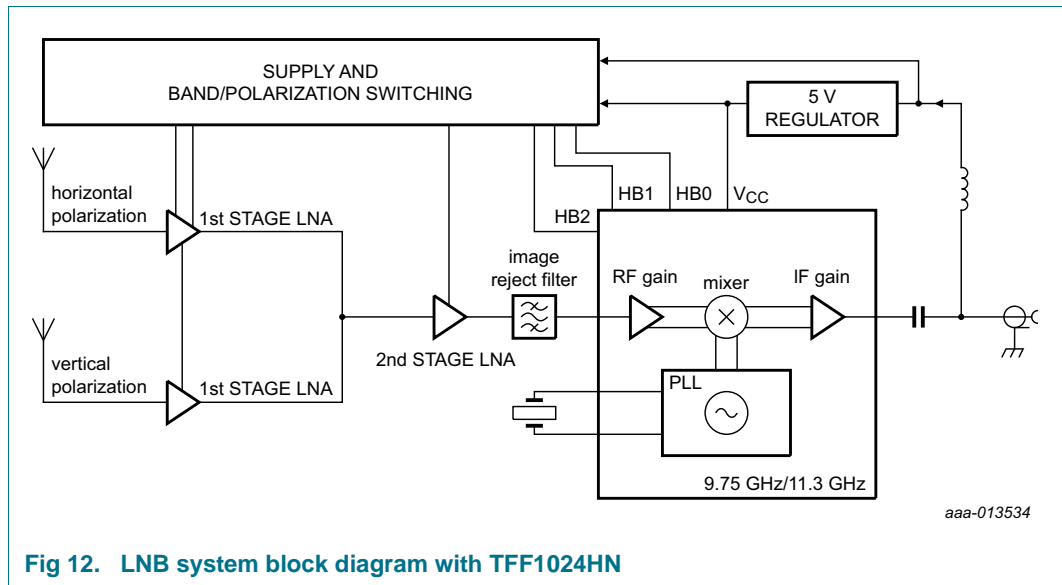 SUPPLY AND
BAND/POLARIZATION SWITCHING
5 V
REGULATOR
horizontal
polarization
1st STAGE LNA
HB2
HB1
HB0
VCC
image
reject filter
RF gain
mixer
IF gain
2nd STAGE LNA
vertical
polarization
1st STAGE LNA
PLL
9.75 GHz/11.3 GHz
aaa-013534
Fig 12. LNB system block diagram with TFF1024HN